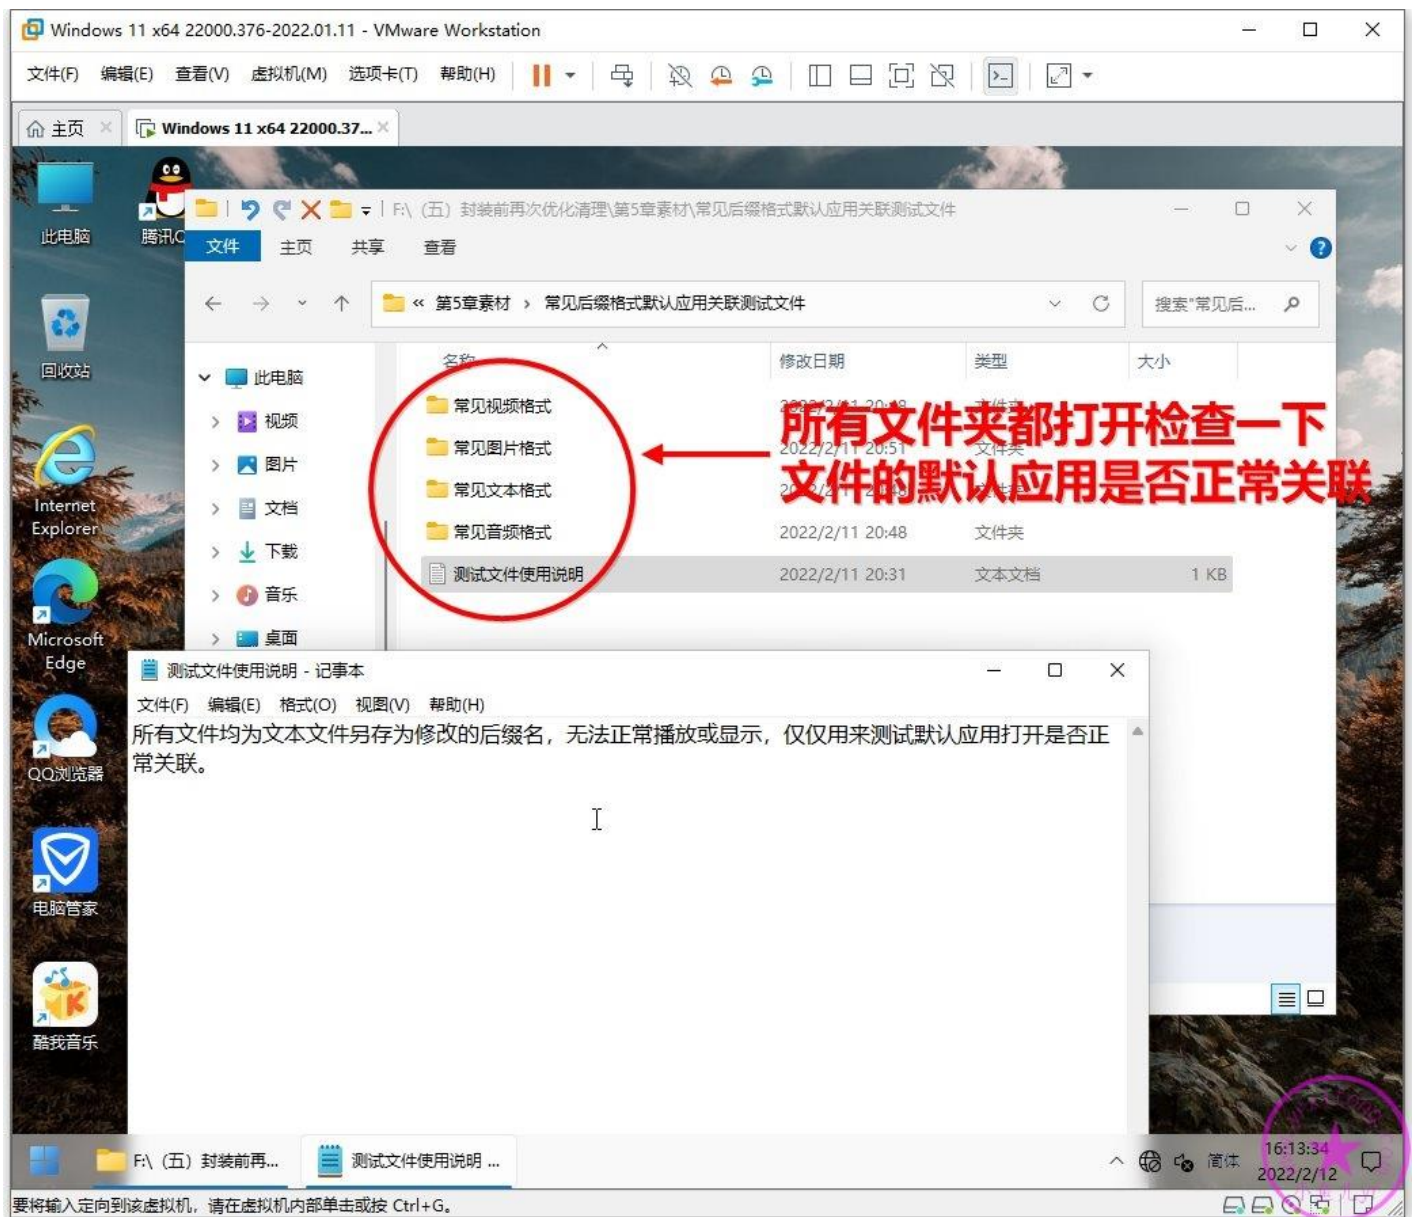 Windows 11 x64 22000.376-2022.01.11 - VMware Workstation
文件(F) 编辑(E) 查看(V) 虚拟机(M) 选项卡(T) 帮助(H)
主页 Windows 11 x64 22000.37...
此电脑
腾讯Q
F:\（五）封装前再次优化清理\第5章素材\常见后缀格式默认应用关联测试文件
文件 主页 共享 查看
« 第5章素材 › 常见后缀格式默认应用关联测试文件
搜索"常见后...
回收站
此电脑
视频
图片
文档
下载
音乐
桌面
名称 修改日期 类型 大小
常见视频格式
常见图片格式 2022/2/11 20:51 文件夹
常见文本格式
常见音频格式 2022/2/11 20:48 文件夹
测试文件使用说明 2022/2/11 20:31 文本文档 1 KB
所有文件夹都打开检查一下
文件的默认应用是否正常关联
Internet
Explorer
Microsoft
Edge
QQ浏览器
电脑管家
酷我音乐
测试文件使用说明 - 记事本
文件(F) 编辑(E) 格式(O) 视图(V) 帮助(H)
所有文件均为文本文件另存为修改的后缀名，无法正常播放或显示，仅仅用来测试默认应用打开是否正
常关联。
F:\（五）封装前再... 测试文件使用说明 ...
简体
16:13:34
2022/2/12
要将输入定向到该虚拟机，请在虚拟机内部单击或按 Ctrl+G。